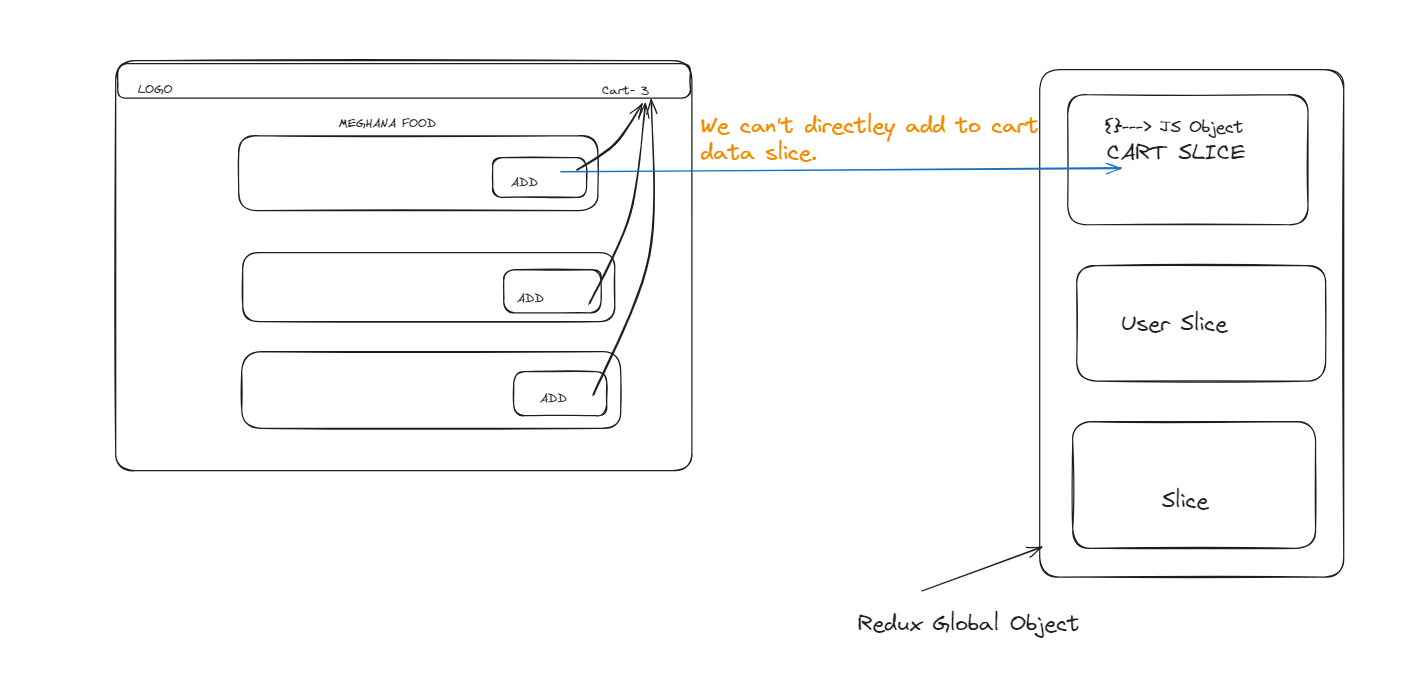 LOGO
Cart- 3
MEGHANA FOOD
ADD
ADD
ADD
We can't directley add to cart
data slice.
{}---> JS Object
CART SLICE
User Slice
Slice
Redux Global Object